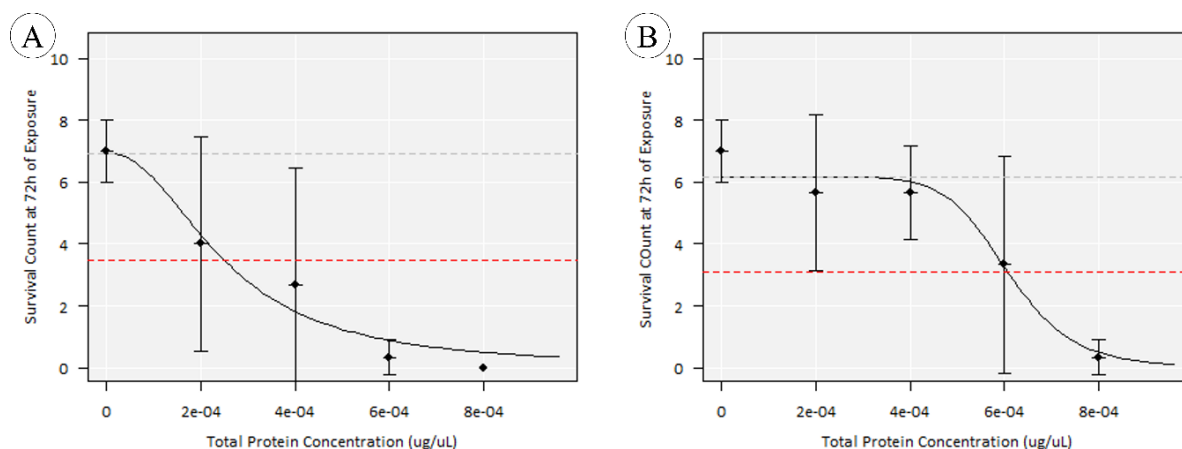 A
Survival Count at 72h of Exposure
10
8
6
4
2
0
0 2e-04 4e-04 6e-04 8e-04
Total Protein Concentration (ug/uL)
B
Survival Count at 72h of Exposure
10
8
6
4
2
0
0 2e-04 4e-04 6e-04 8e-04
Total Protein Concentration (ug/uL)